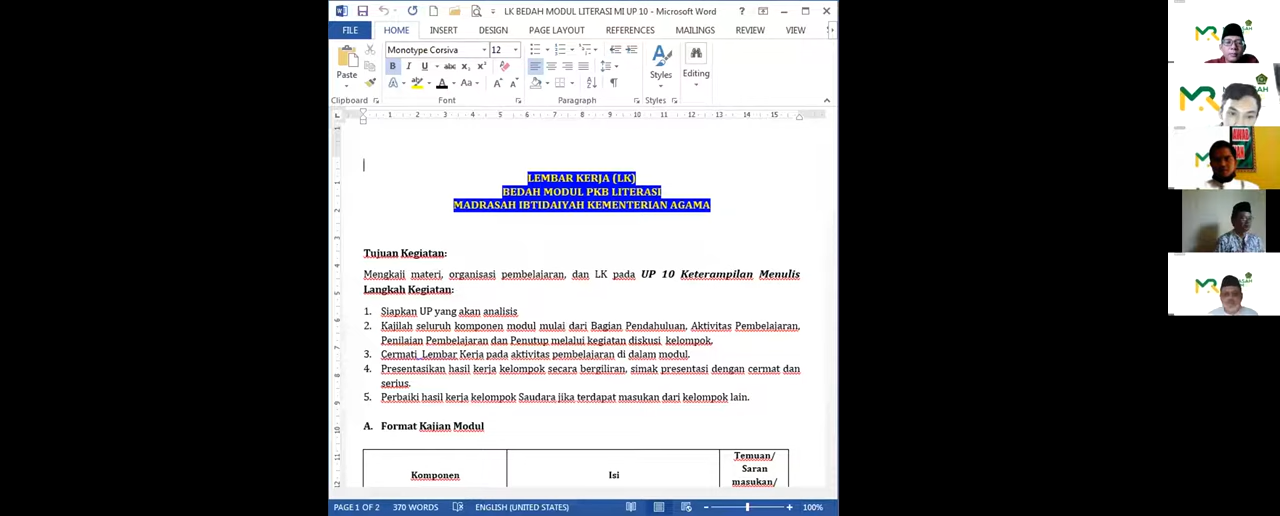 LK BEDAH MODUL LITERASI MI UP 10 - Microsoft Word
FILE HOME INSERT DESIGN PAGE LAYOUT REFERENCES MAILINGS REVIEW VIEW
Monotype Corsiva 12
Paste
Styles
Editing
Clipboard Font Paragraph Styles
LEMBAR KERJA (LK)
BEDAH MODUL PKB LITERASI
MADRASAH IBTIDAIYAH KEMENTERIAN AGAMA
Tujuan Kegiatan:
Mengkaji materi, organisasi pembelajaran, dan LK pada UP 10 Keterampilan Menulis
Langkah Kegiatan:
1. Siapkan UP yang akan analisis
2. Kajilah seluruh komponen modul mulai dari Bagian Pendahuluan, Aktivitas Pembelajaran,
Penilaian Pembelajaran dan Penutup melalui kegiatan diskusi kelompok.
3. Cermati Lembar Kerja pada aktivitas pembelajaran di dalam modul.
4. Presentasikan hasil kerja kelompok secara bergiliran, simak presentasi dengan cermat dan
serius.
5. Perbaiki hasil kerja kelompok Saudara jika terdapat masukan dari kelompok lain.
A. Format Kajian Modul
Komponen
Isi
Temuan/
Saran
masukan/
PAGE 1 OF 2 370 WORDS ENGLISH (UNITED STATES) 100%